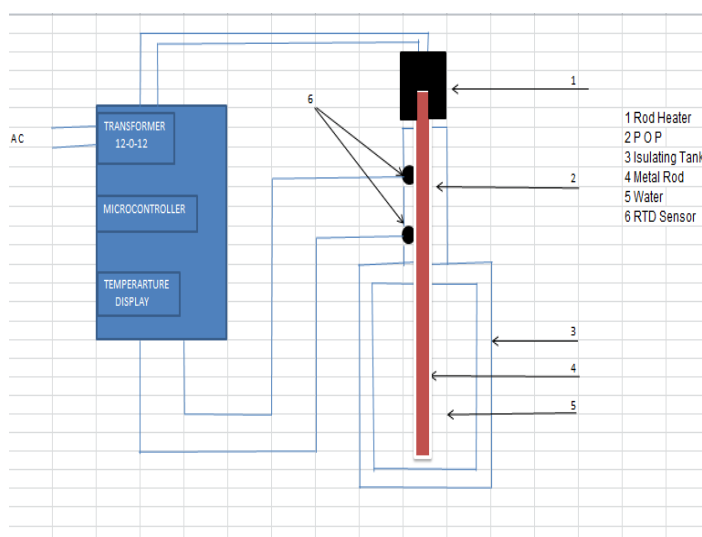 1
6
1 Rod Heater
TRANSFORMER
12-0-12
2 P O P
A C
3 Isulating Tank
4 Metal Rod
2
5 Water
MICROCONTROLLER
6 RTD Sensor
TEMPERARTURE
DISPLAY
3
4
5